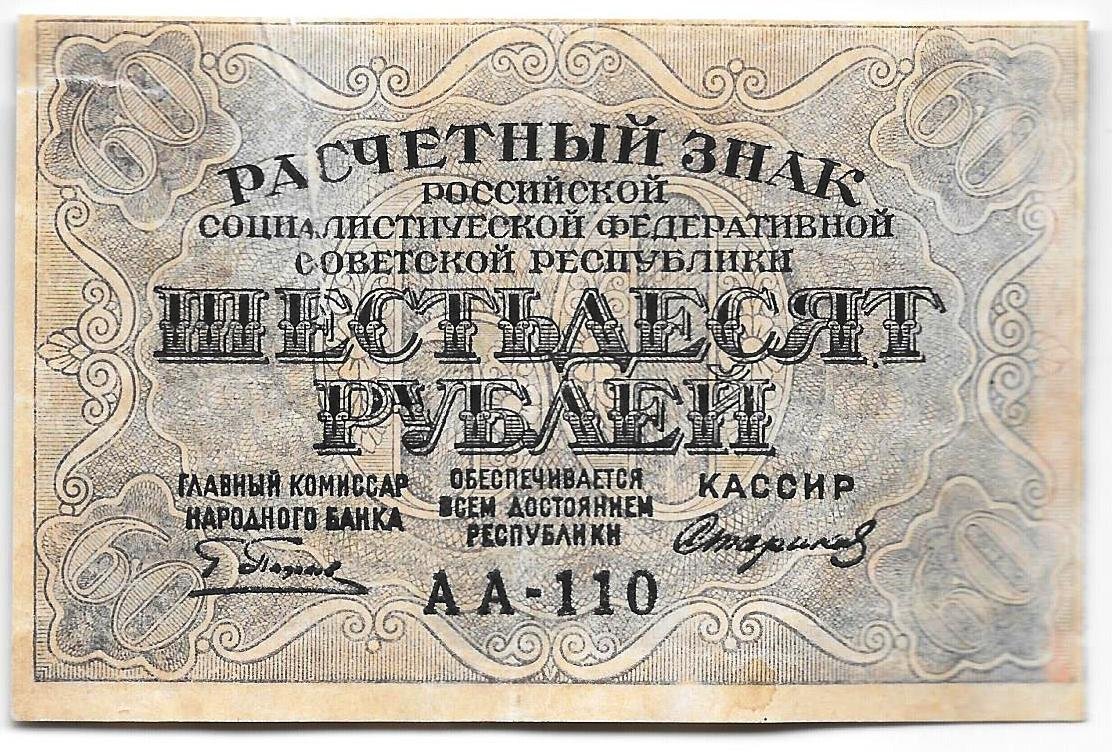 60 60
РАСЧЕТНЫЙ ЗНАК
РОССИЙСКОЙ
СОЦИАЛИСТИЧЕСКОЙ ФЕДЕРАТИВНОЙ
СОВЕТСКОЙ РЕСПУБЛИКИ
ШЕСТЬДЕСЯТ
РУБЛЕЙ
ГЛАВНЫЙ КОМИССАР
НАРОДНОГО БАНКА
ОБЕСПЕЧИВАЕТСЯ
ВСЕМ ДОСТОЯНИЕМ
РЕСПУБЛИКИ
КАССИР
Стариков
АА-110
60 60